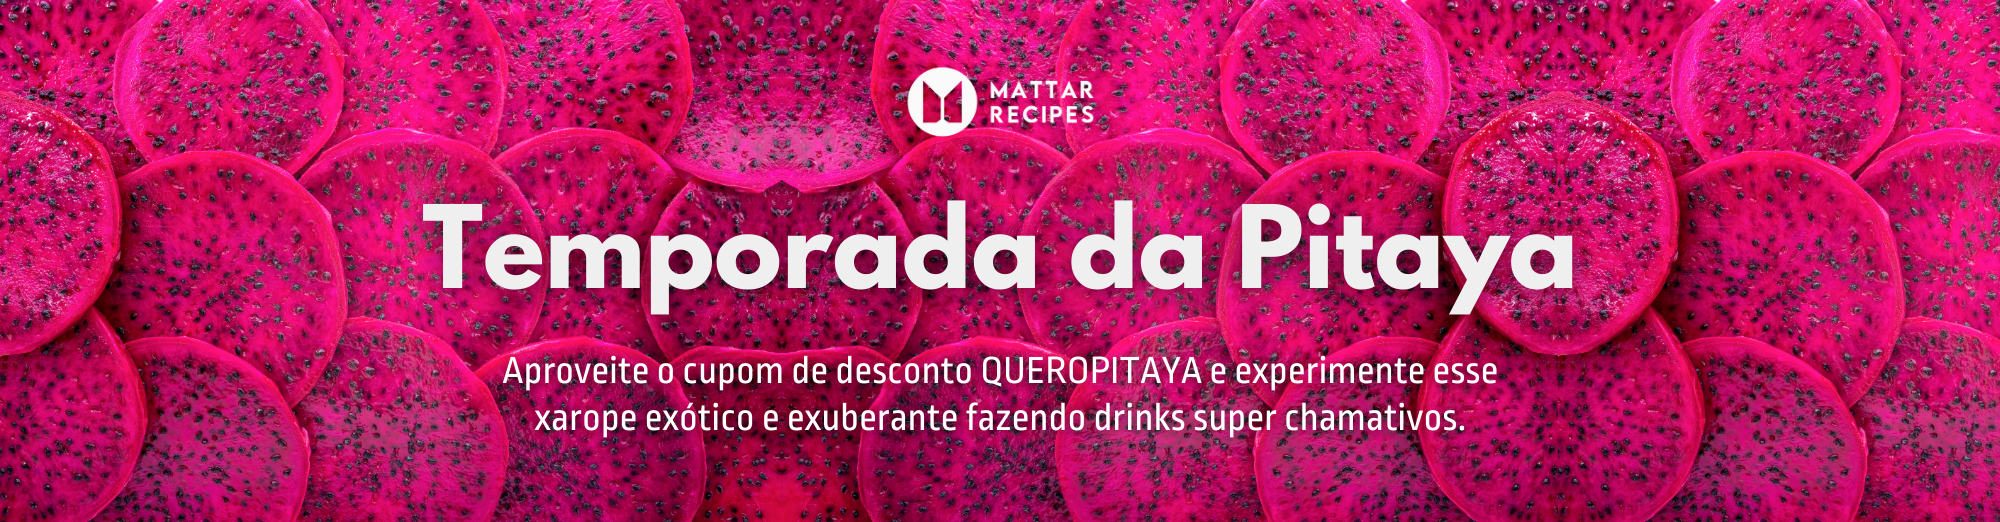 MATTAR
RECIPES
Temporada da Pitaya
Aproveite o cupom de desconto QUEROPITAYA e experimente esse
xarope exótico e exuberante fazendo drinks super chamativos.